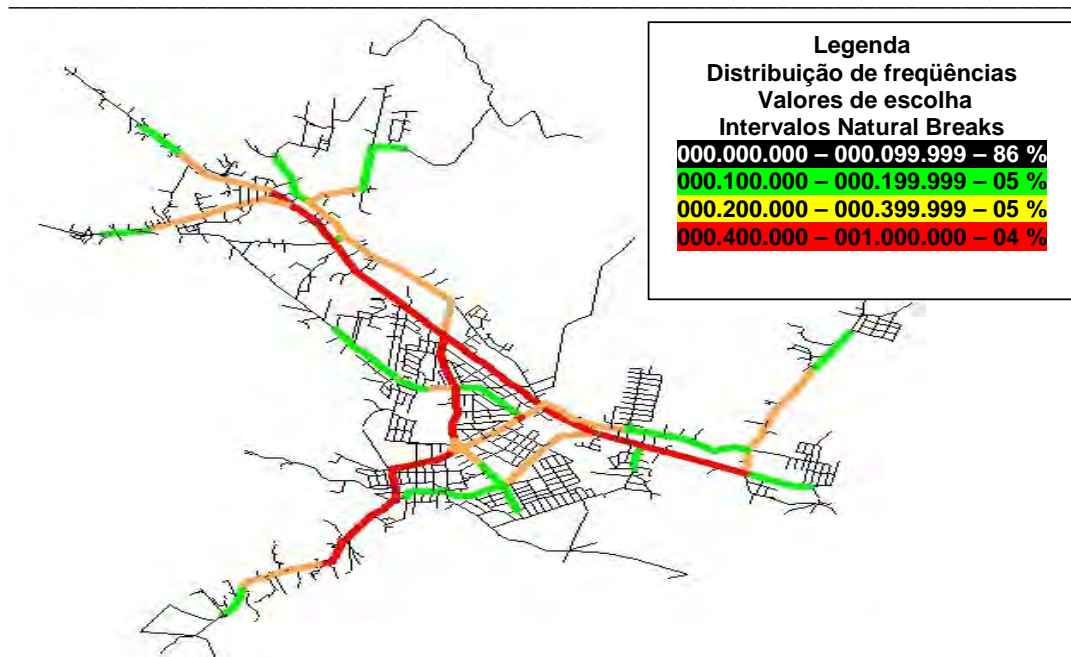 Legenda
Distribuição de freqüências
Valores de escolha
Intervalos Natural Breaks
000.000.000 – 000.099.999 – 86 %
000.100.000 – 000.199.999 – 05 %
000.200.000 – 000.399.999 – 05 %
000.400.000 – 001.000.000 – 04 %